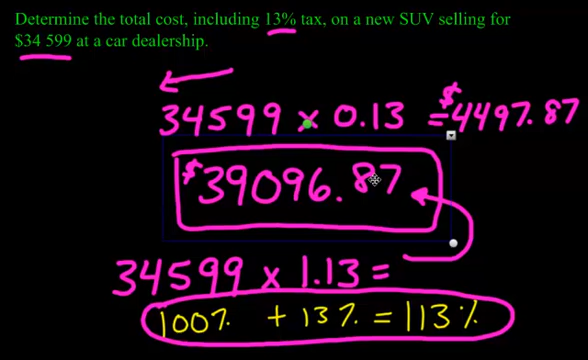 Determine the total cost, including 13% tax, on a new SUV selling for
$34 599 at a car dealership.
34599 x 0.13 = $4497.87
$39096.87
34599 x 1.13 =
100% + 13% = 113%